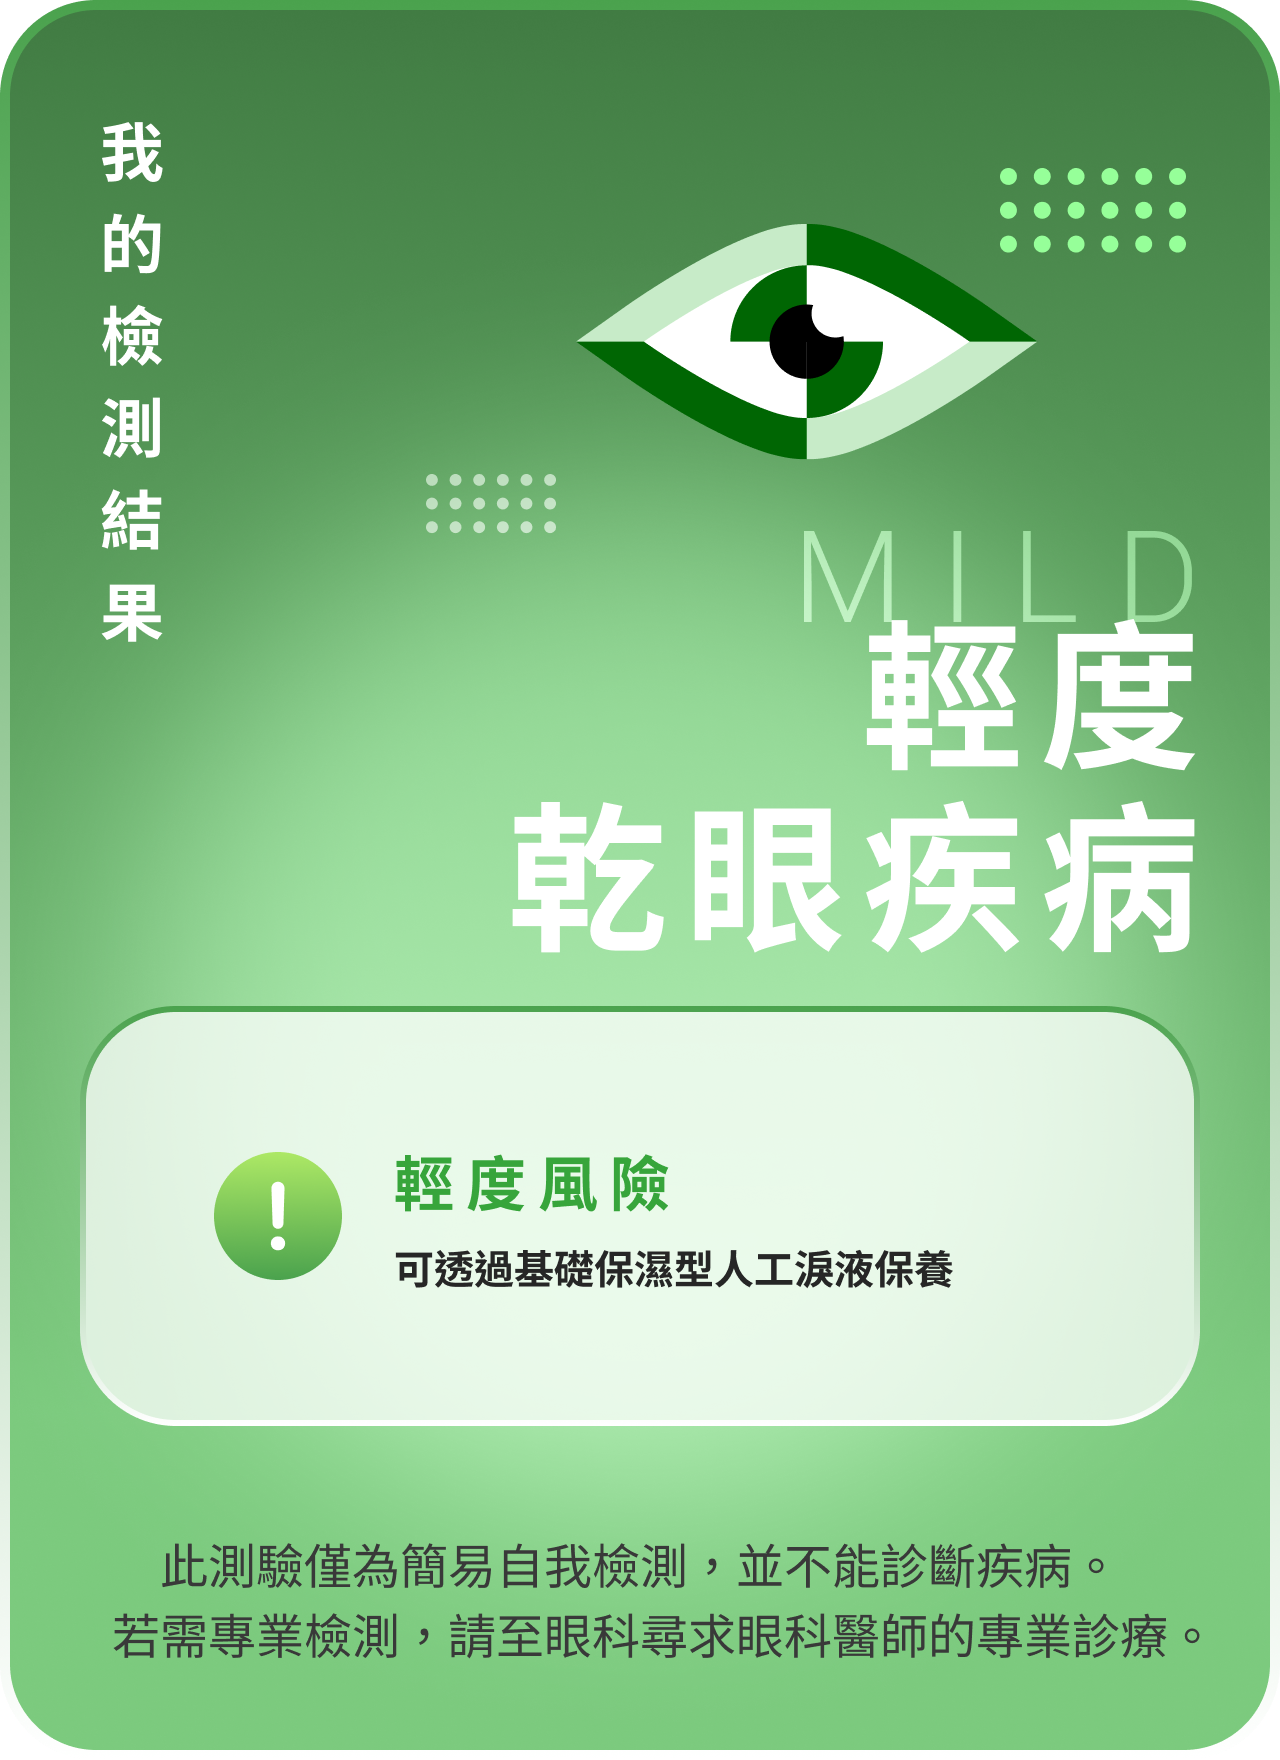 我的檢測結果
MILD
輕度
乾眼疾病
輕度風險
可透過基礎保濕型人工淚液保養
此測驗僅為簡易自我檢測，並不能診斷疾病。
若需專業檢測，請至眼科尋求眼科醫師的專業診療。